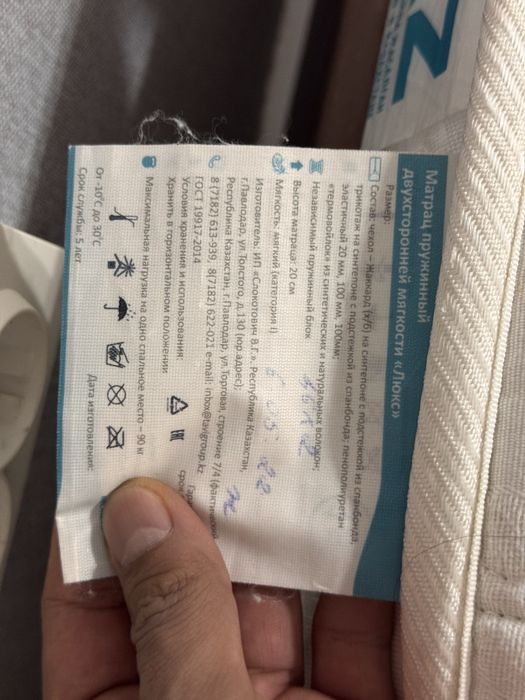 Матрац пружинный
двухсторонней мягкости «Люкс»
Размер:
Состав: чехол – Жаккард (х/б) на синтепоне с подстежкой из спанбонда,
трикотаж на синтепоне с подстежкой из спанбонда; пенополиуретан
эластичный 20 мм, 100 мм, 100мм;
«термовойлок» из синтетических и натуральных волокон;
Независимый пружинный блок
Высота матраца: 20 см
Мягкость: мягкий (категория I)
Изготовитель: ИП «Слокотович В.Г.» Республика Казахстан,
г.Павлодар, ул.Толстого, д.130 (юр адрес);
Республика Казахстан, г.Павлодар, ул.Торговая, строение 7/4 (фактический
8 (7182) 613-939, 8(7182) 622-021 e-mail: inbox@tavigroup.kz
ГОСТ 19917-2014
Условия хранения и использования:
Хранить в горизонтальном положении
Максимальная нагрузка на одно спальное место – 90 кг
От -10°С до 30°С
Срок службы: 5 лет
Дата изготовления: